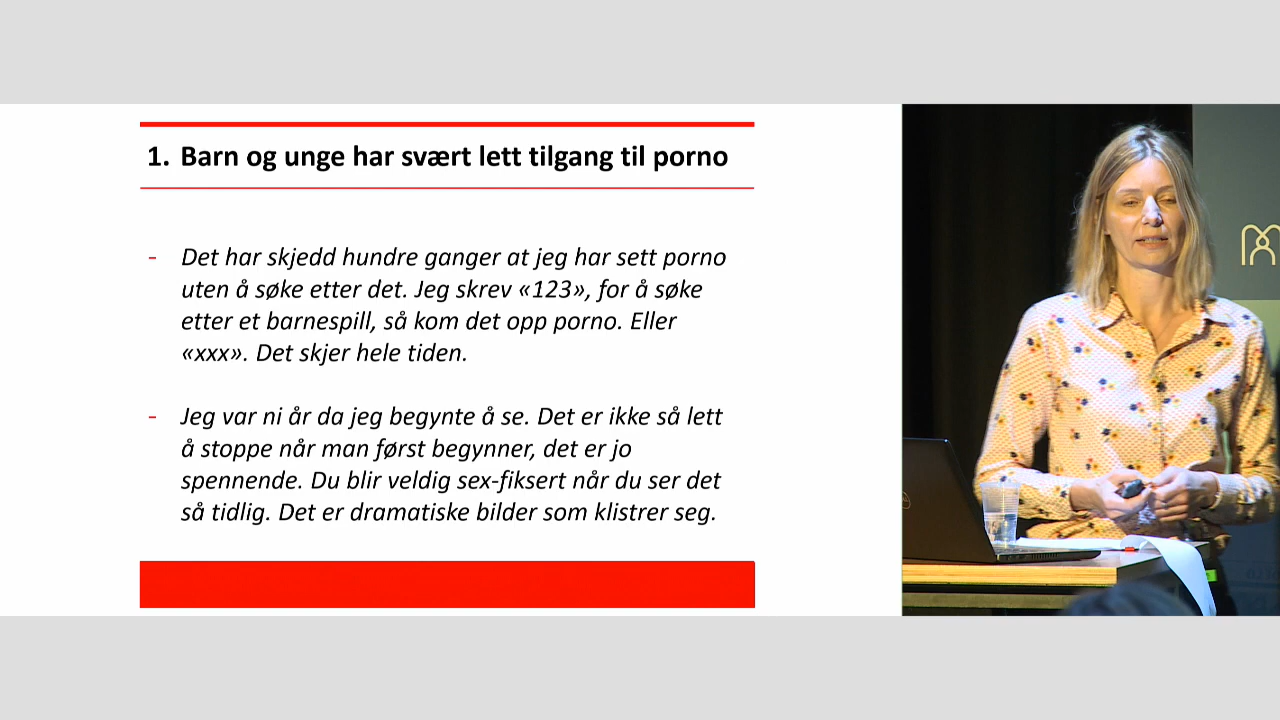 1. Barn og unge har svært lett tilgang til porno
- Det har skjedd hundre ganger at jeg har sett porno
uten å søke etter det. Jeg skrev «123», for å søke
etter et barnespill, så kom det opp porno. Eller
«xxx». Det skjer hele tiden.
- Jeg var ni år da jeg begynte å se. Det er ikke så lett
å stoppe når man først begynner, det er jo
spennende. Du blir veldig sex-fiksert når du ser det
så tidlig. Det er dramatiske bilder som klistrer seg.